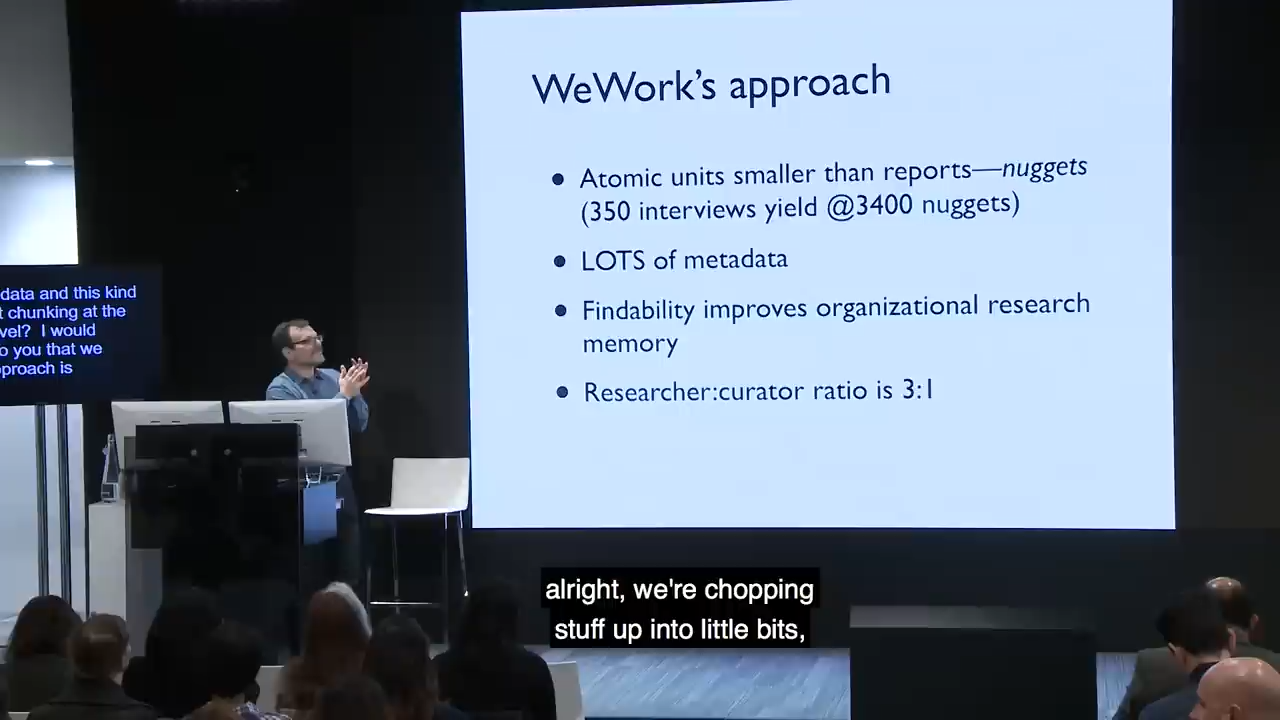 WeWork's approach
• Atomic units smaller than reports—nuggets
(350 interviews yield @3400 nuggets)
• LOTS of metadata
• Findability improves organizational research
memory
• Researcher:curator ratio is 3:1
data and this kind
chunking at the
I would
you that we
is
alright, we're chopping
stuff up into little bits,